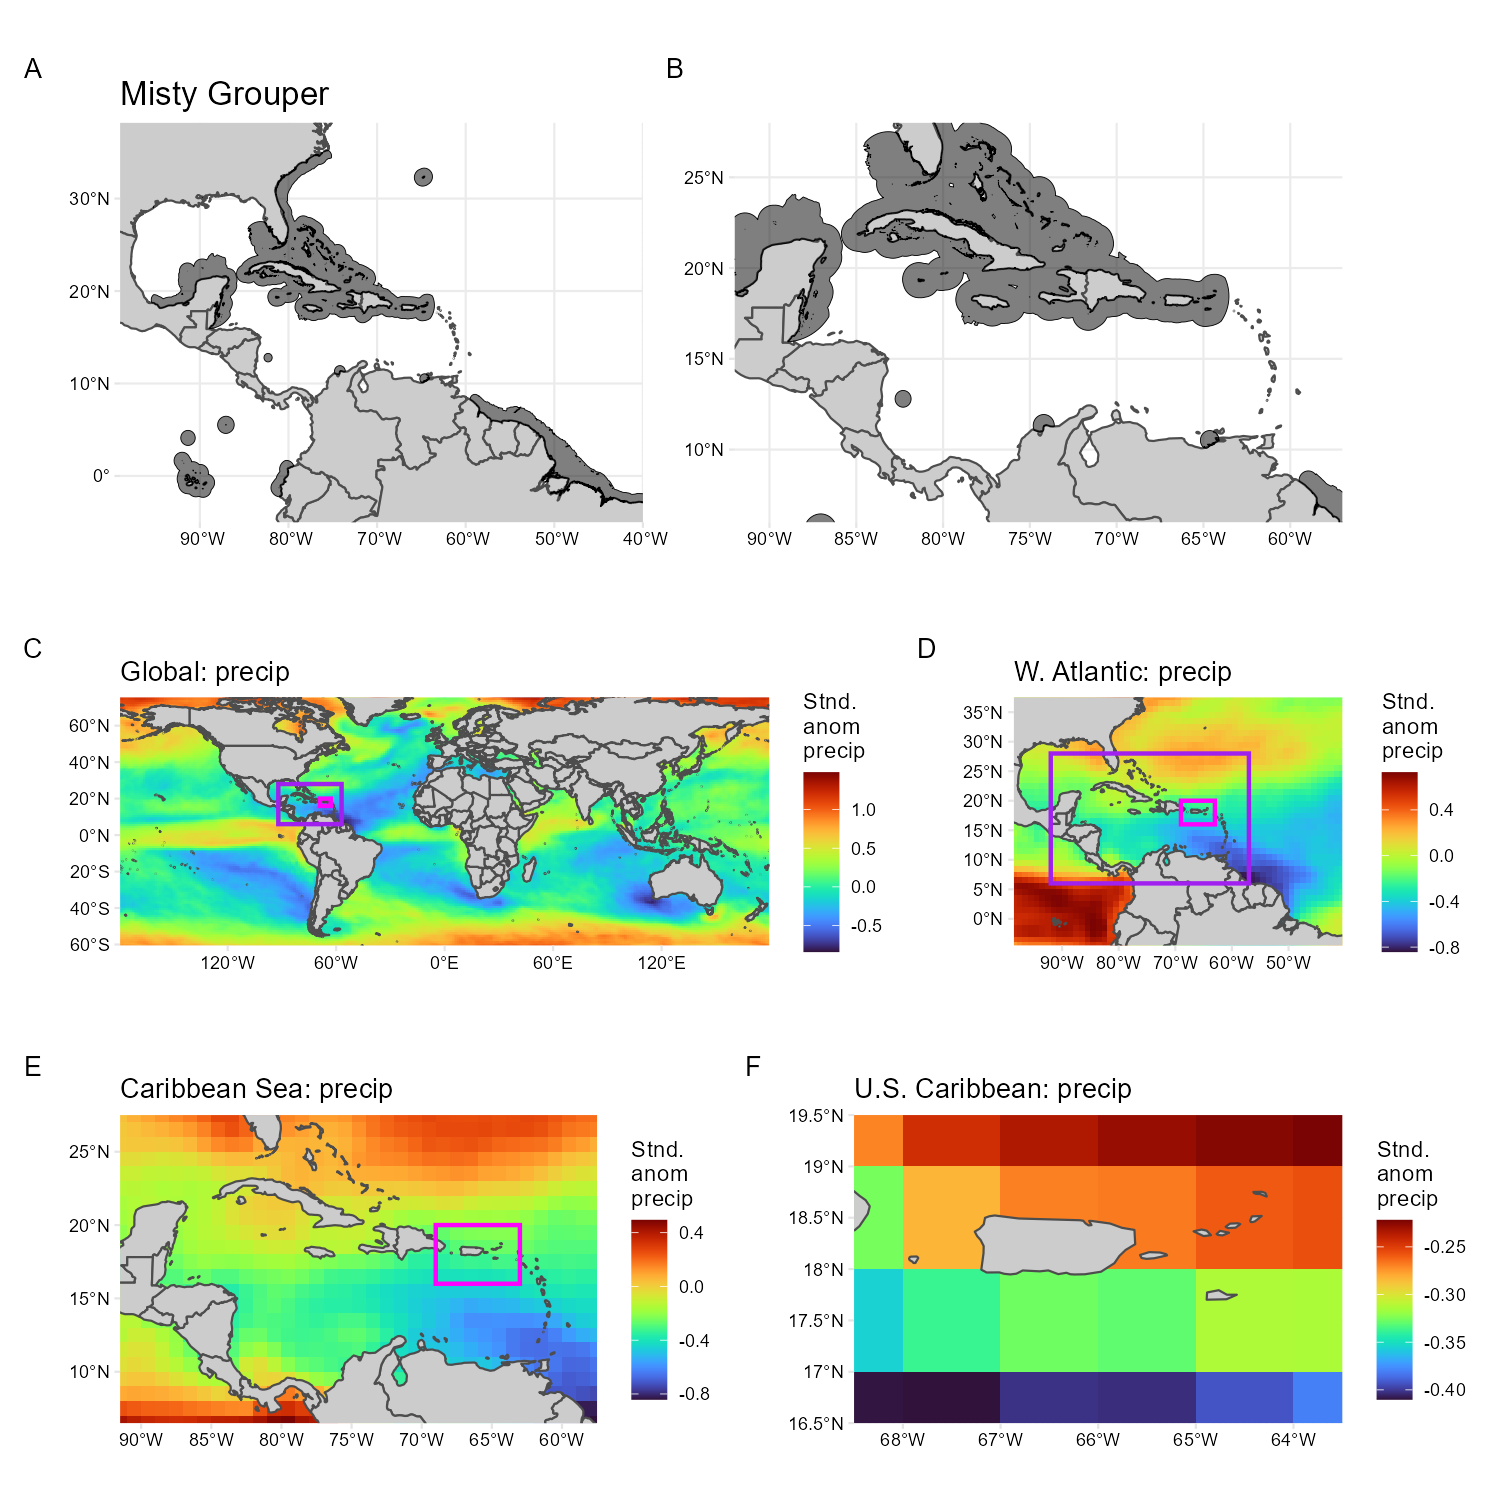 A
B
Misty Grouper
30°N
20°N
10°N
0°
90°W 80°W 70°W 60°W 50°W 40°W
25°N
20°N
15°N
10°N
90°W 85°W 80°W 75°W 70°W 65°W 60°W
C
D
Global: precip
60°N
40°N
20°N
0°N
20°S
40°S
60°S
120°W 60°W 0°E 60°E 120°E
Stnd.
anom
precip
1.0
0.5
0.0
-0.5
W. Atlantic: precip
35°N
30°N
25°N
20°N
15°N
10°N
5°N
0°N
90°W 80°W 70°W 60°W 50°W
Stnd.
anom
precip
0.4
0.0
-0.4
-0.8
E
F
Caribbean Sea: precip
25°N
20°N
15°N
10°N
90°W 85°W 80°W 75°W 70°W 65°W 60°W
Stnd.
anom
precip
0.4
0.0
-0.4
-0.8
U.S. Caribbean: precip
19.5°N
19°N
18.5°N
18°N
17.5°N
17°N
16.5°N
68°W 67°W 66°W 65°W 64°W
Stnd.
anom
precip
-0.25
-0.30
-0.35
-0.40